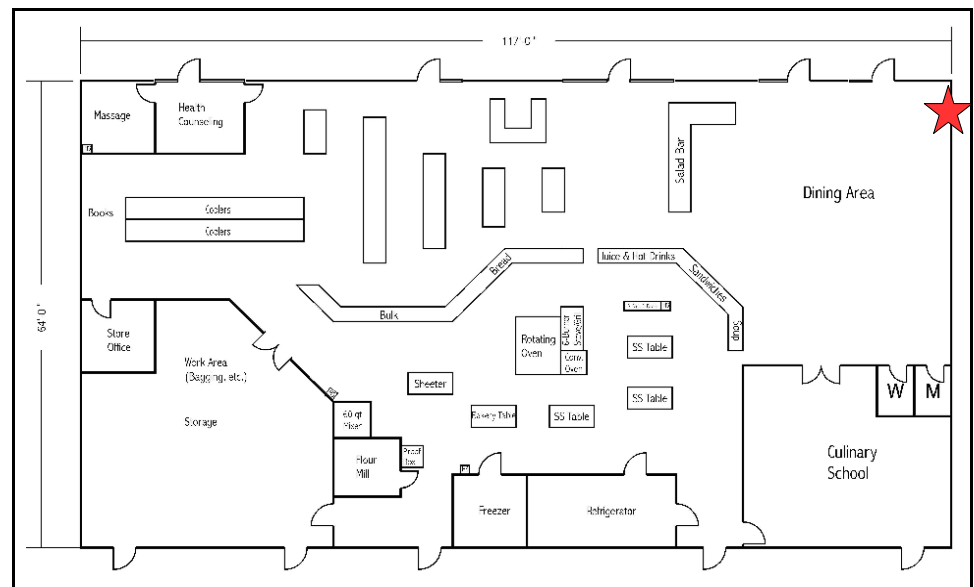 117'-0"
64'-0"
Massage
Health
Counseling
Salad Bar
Dining Area
Books
Coolers
Coolers
Bread
Juice & Hot Drinks
Sandwiches
Soup
Bulk
Store
Office
Work Area
(Bagging, etc.)
Storage
Rotating
Oven
6-Burner
Conv.
Oven
SS Table
Sheeter
SS Table
60 qt
Mixer
Bakery Table
SS Table
W
M
Flour
Mill
Proof
Box
Culinary
School
Freezer
Refrigerator